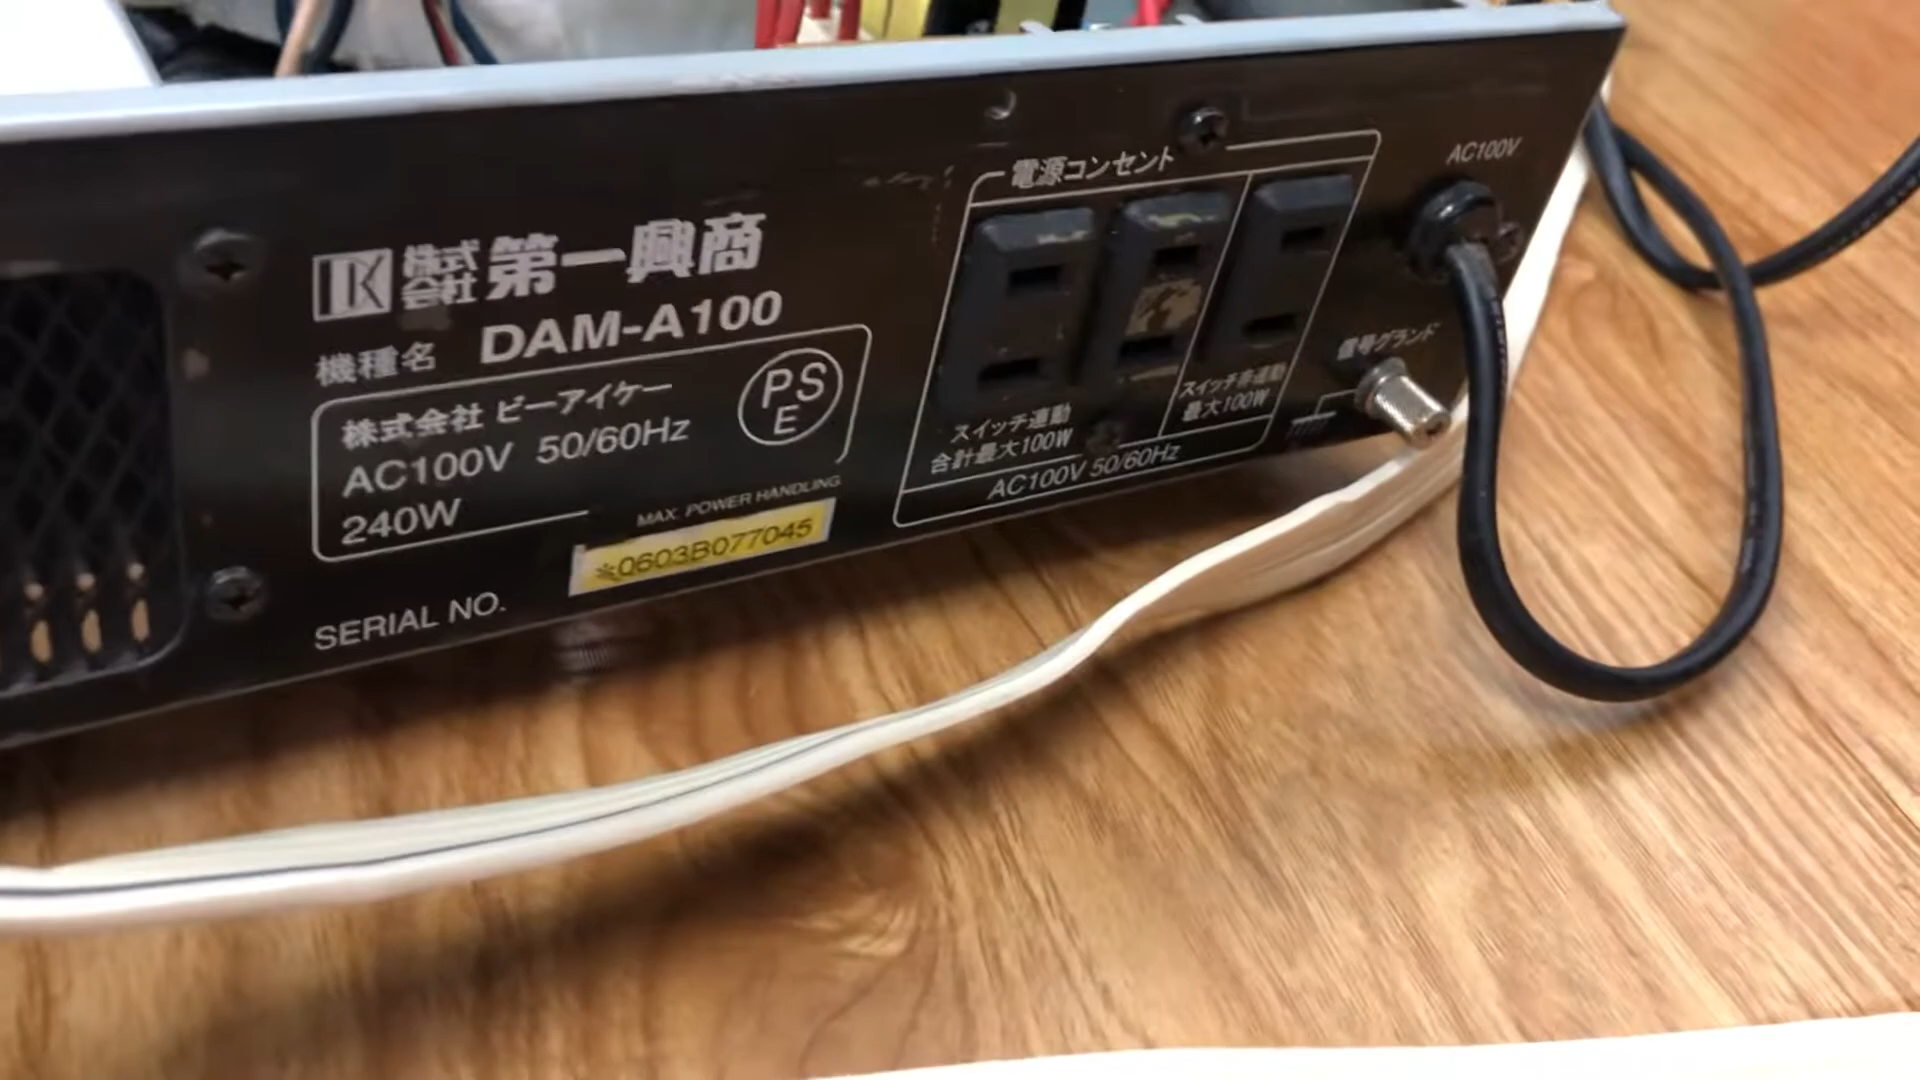 株式会社 第一興商
機種名 DAM-A100
株式会社 ビーアイケー
AC100V 50/60Hz
240W
PSE
MAX. POWER HANDLING
SERIAL NO. *0603B077045
電源コンセント
スイッチ連動
合計最大100W
スイッチ非連動
最大100W
AC100V 50/60Hz
AC100V
信号グランド